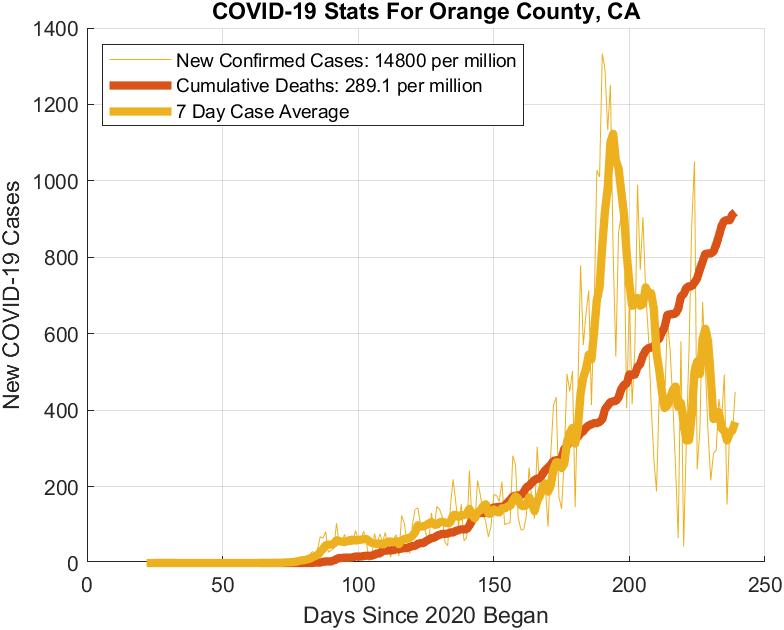 COVID-19 Stats For Orange County, CA
1400
1200
1000
800
600
400
200
0
New COVID-19 Cases
New Confirmed Cases: 14800 per million
Cumulative Deaths: 289.1 per million
7 Day Case Average
0 50 100 150 200 250
Days Since 2020 Began